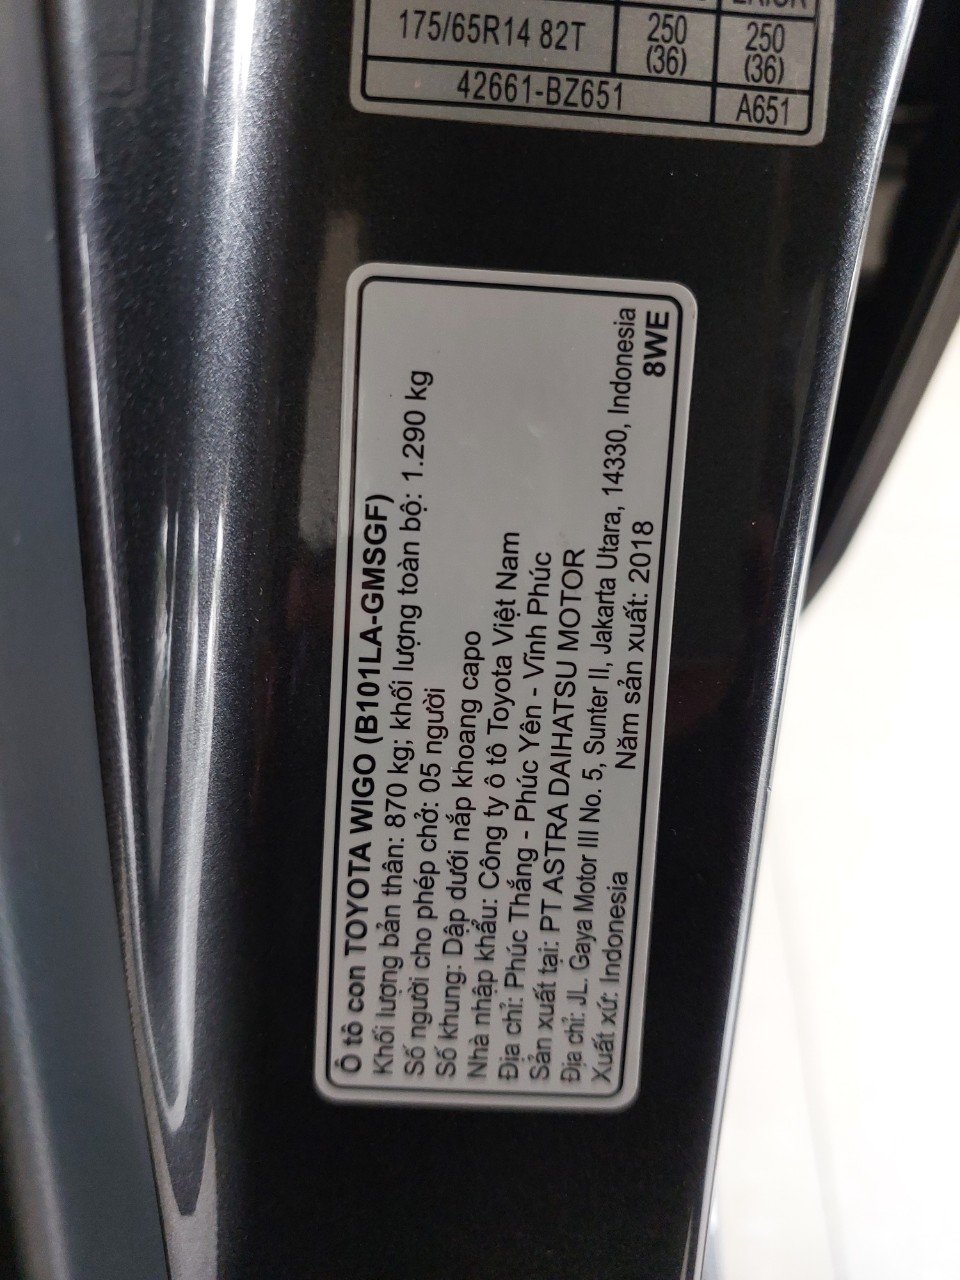 175/65R14 82T 250 (36) 250 (36)
42661-BZ651 A651
Ô tô con TOYOTA WIGO (B101LA-GMSGF)
Khối lượng bản thân: 870 kg; khối lượng toàn bộ: 1.290 kg
Số người cho phép chở: 05 người
Số khung: Dập dưới nắp khoang capo
Nhà nhập khẩu: Công ty ô tô Toyota Việt Nam
Địa chỉ: Phúc Thắng - Phúc Yên - Vĩnh Phúc
Sản xuất tại: PT ASTRA DAIHATSU MOTOR
Địa chỉ: JL. Gaya Motor III No. 5, Sunter II, Jakarta Utara, 14330, Indonesia
Xuất xứ: Indonesia Năm sản xuất: 2018 8WE